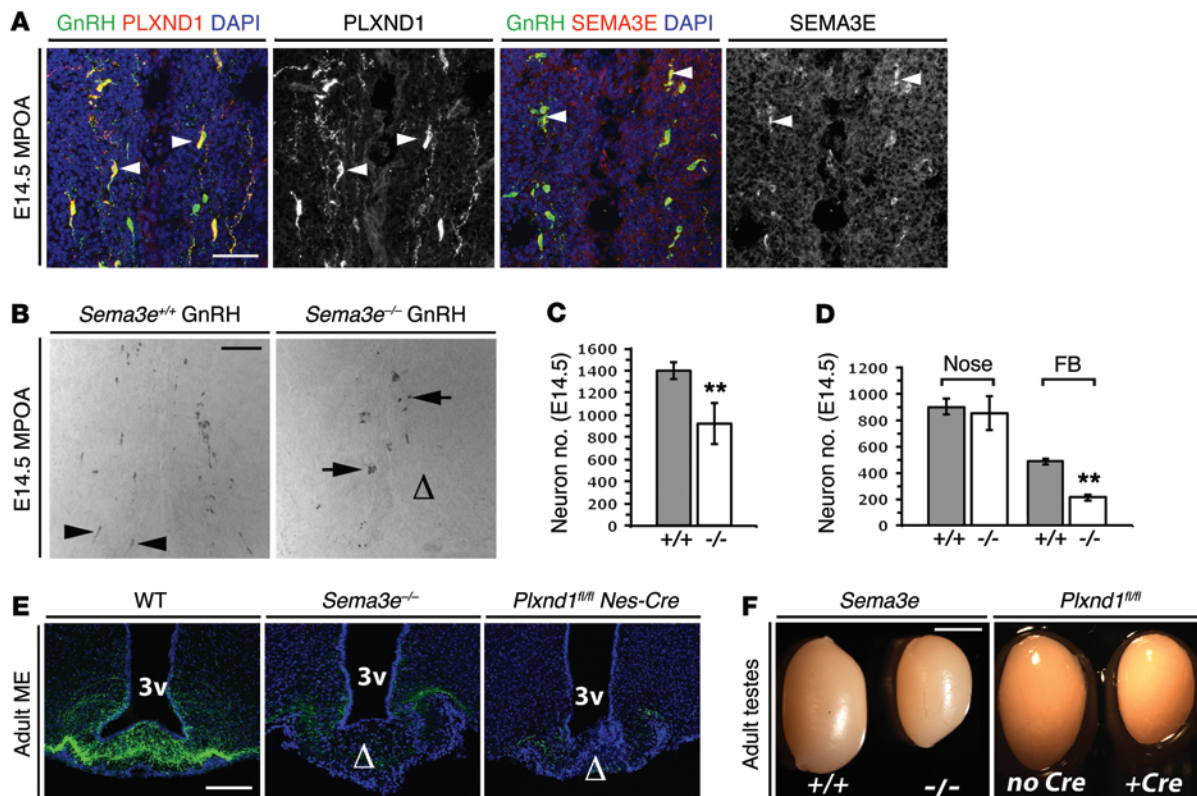 A
GnRH PLXND1 DAPI
PLXND1
GnRH SEMA3E DAPI
SEMA3E
E14.5 MPOA
B
Sema3e+/+ GnRH
Sema3e–/– GnRH
E14.5 MPOA
C
Neuron no. (E14.5)
1600
1400
1200
1000
800
600
400
200
0
**
+/+
-/-
D
Neuron no. (E14.5)
1200
1000
800
600
400
200
0
Nose
FB
**
+/+ -/- +/+ -/-
E
WT
Sema3e–/–
Plxnd1fl/fl Nes-Cre
Adult ME
3v
3v
3v
F
Sema3e
Plxnd1fl/fl
Adult testes
+/+
-/-
no Cre
+Cre